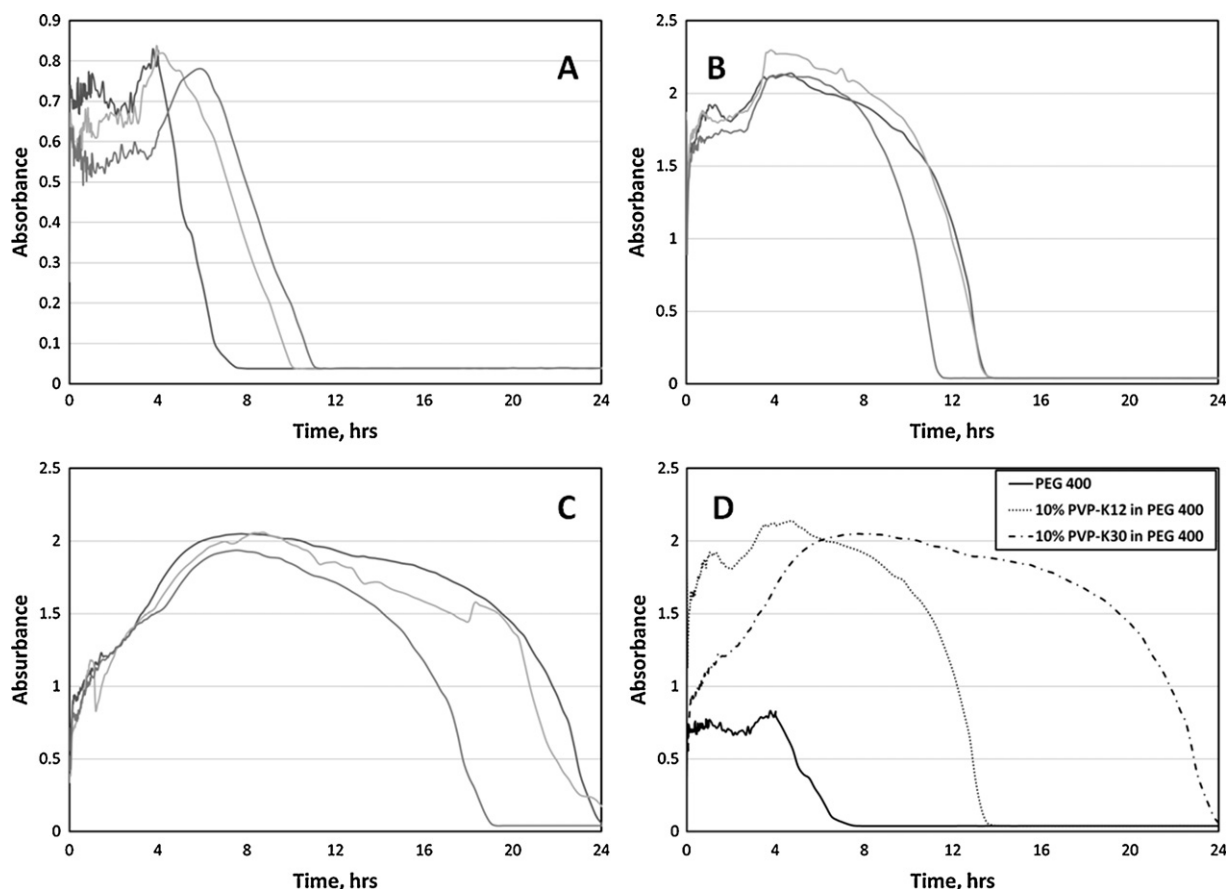 A
0.9
0.8
0.7
0.6
0.5
0.4
0.3
0.2
0.1
0
Absorbance
0 4 8 12 16 20 24
Time, hrs
B
2.5
2
1.5
1
0.5
0
Absorbance
0 4 8 12 16 20 24
Time, hrs
C
2.5
2
1.5
1
0.5
0
Absurbance
0 4 8 12 16 20 24
Time, hrs
D
PEG 400
10% PVP-K12 in PEG 400
10% PVP-K30 in PEG 400
2.5
2
1.5
1
0.5
0
Absorbance
0 4 8 12 16 20 24
Time, hrs